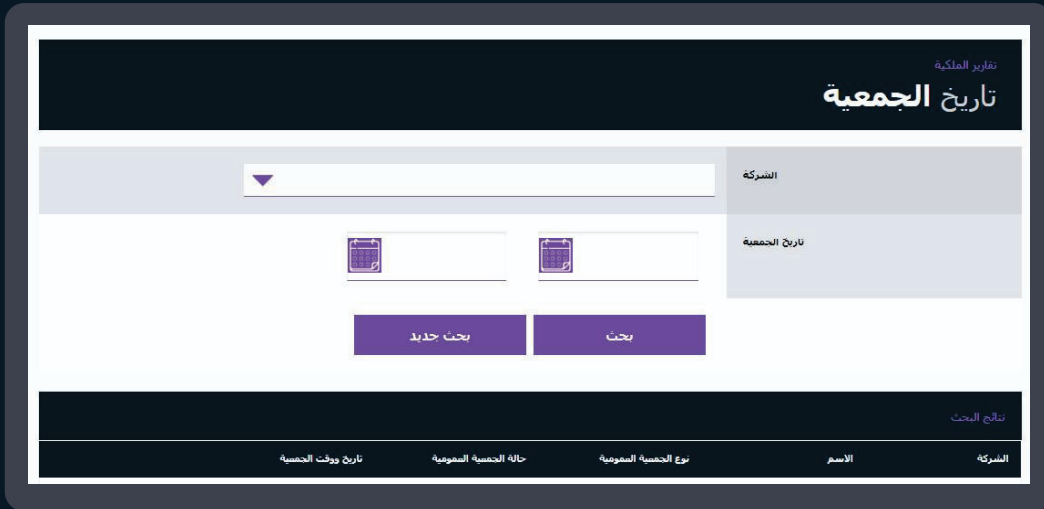 تقارير الملكية
تاريخ الجمعية
الشركة
تاريخ الجمعية
بحث
بحث جديد
نتائج البحث
الشركة الاسم نوع الجمعية العمومية حالة الجمعية العمومية تاريخ ووقت الجمعية